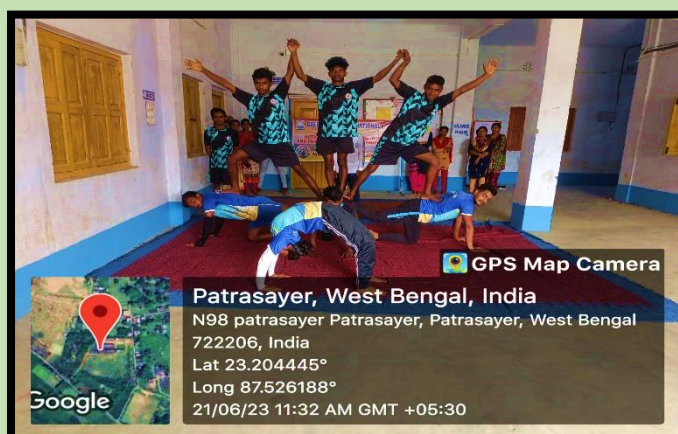 GPS Map Camera
Patrasayer, West Bengal, India
N98 patrasayer Patrasayer, Patrasayer, West Bengal
722206, India
Lat 23.204445°
Long 87.526188°
21/06/23 11:32 AM GMT +05:30
Google